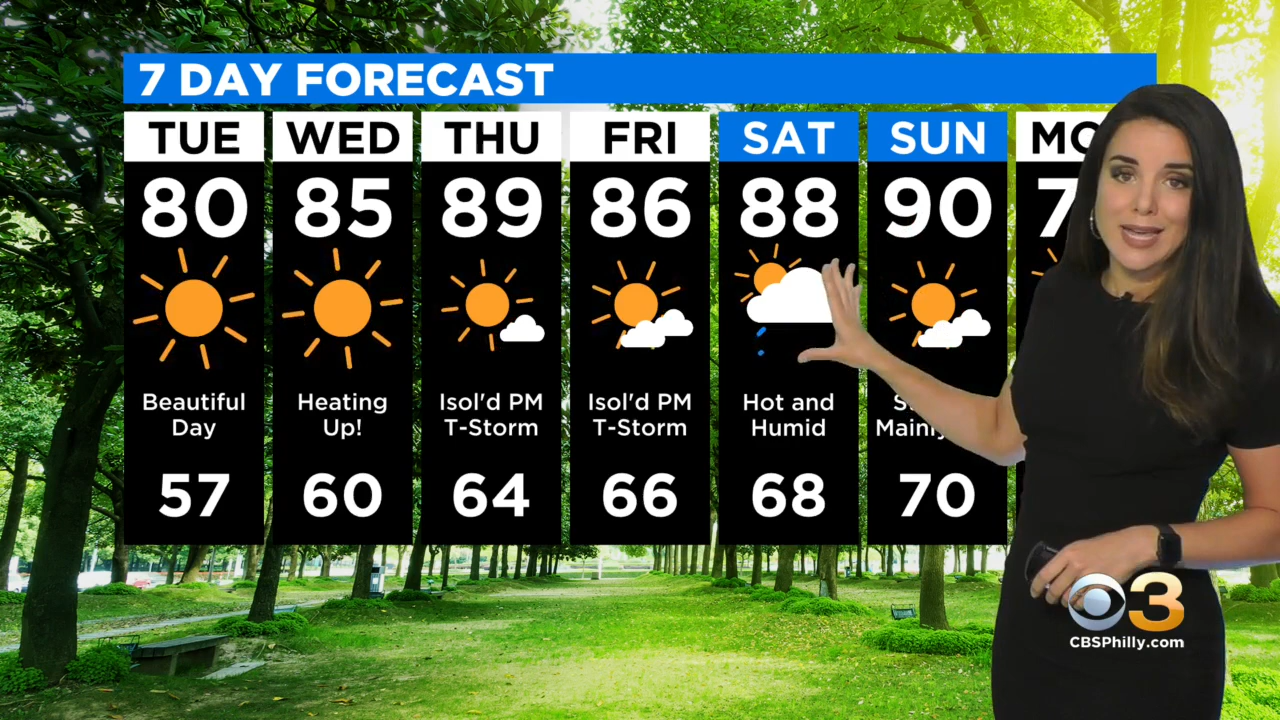 7 DAY FORECAST
TUE WED THU FRI SAT SUN
80 85 89 86 88 90
Beautiful Heating Isol'd PM Isol'd PM Hot and
Day Up! T-Storm T-Storm Humid
57 60 64 66 68 70
3
CBSPhilly.com